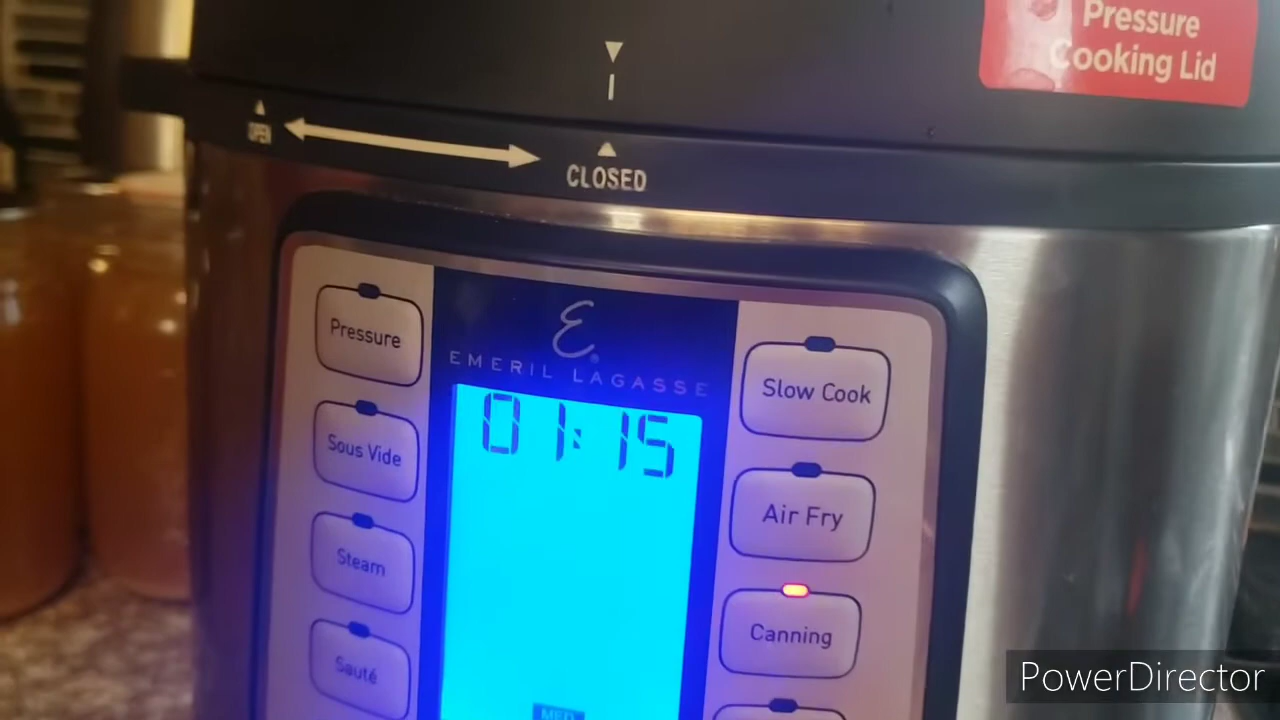 Pressure
Cooking Lid
OPEN
CLOSED
Pressure
E
EMERIL LAGASSE
01:15
Slow Cook
Sous Vide
Air Fry
Steam
Canning
Sauté
MED
PowerDirector